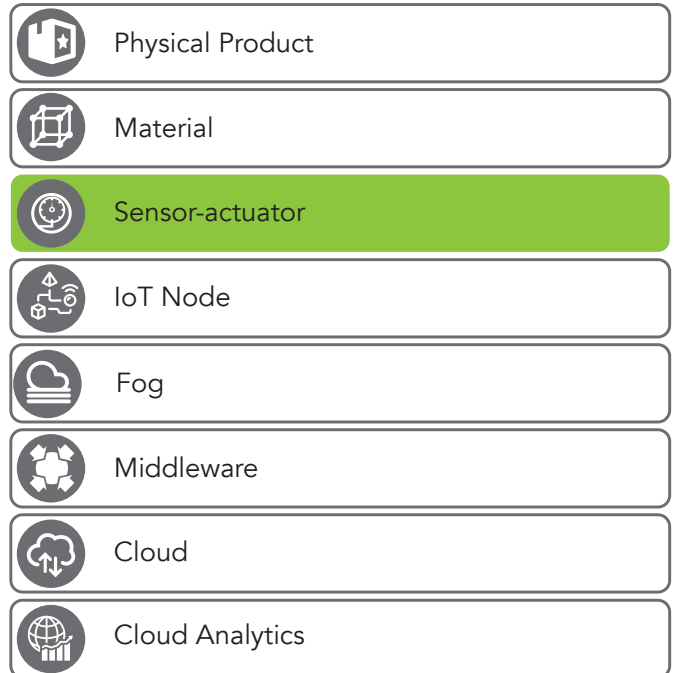 Physical Product
Material
Sensor-actuator
IoT Node
Fog
Middleware
Cloud
Cloud Analytics